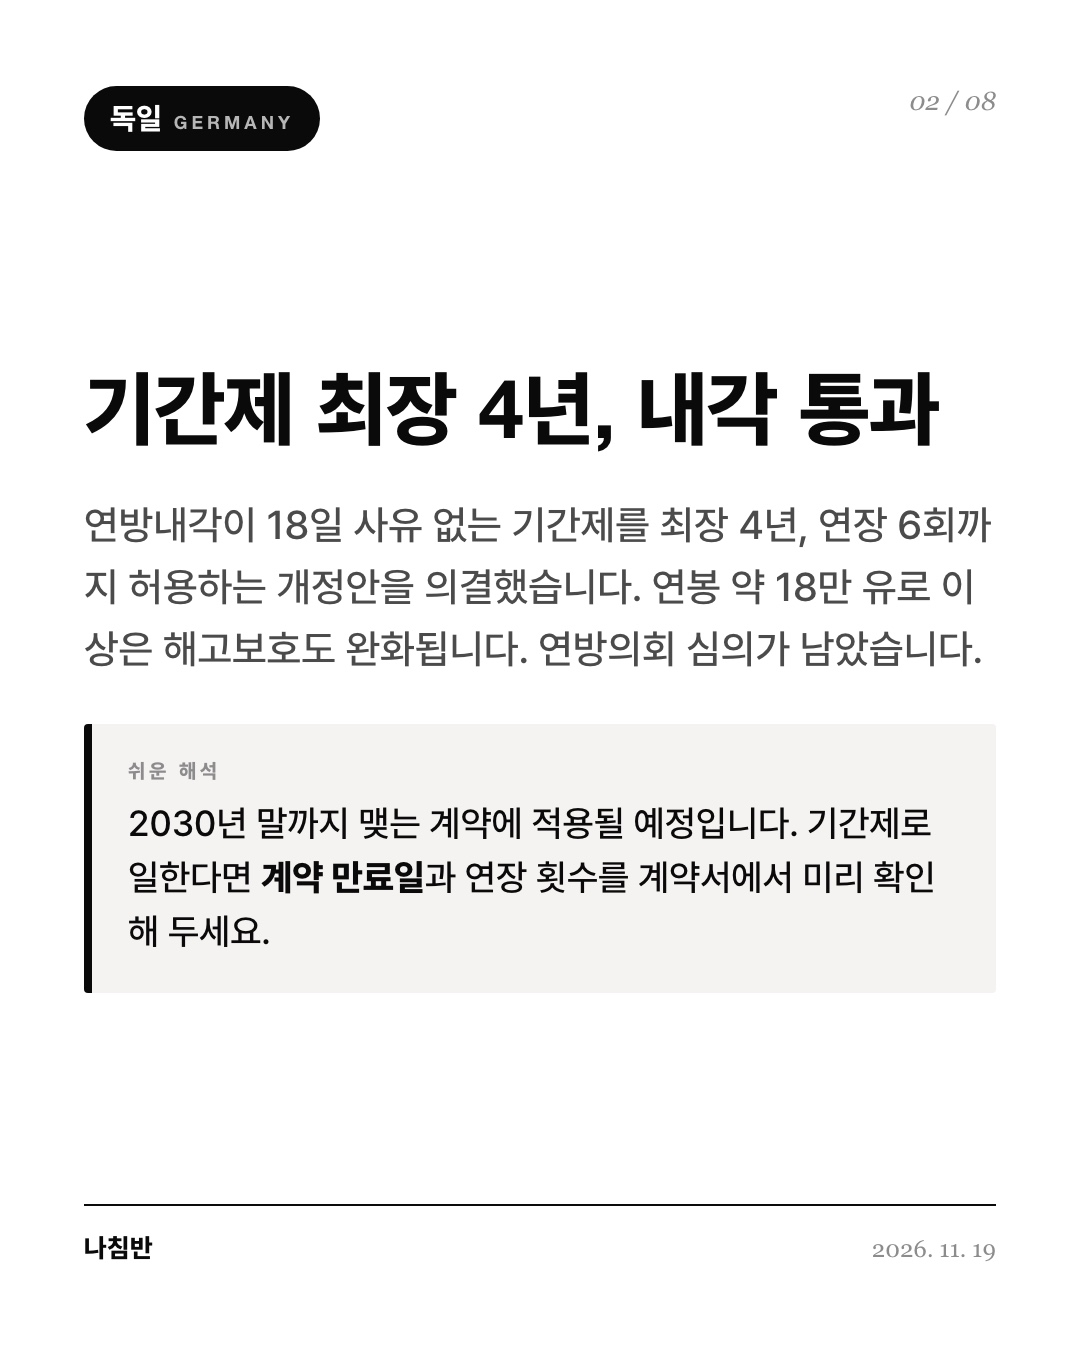 독일 GERMANY
02 / 08
기간제 최장 4년, 내각 통과
연방내각이 18일 사유 없는 기간제를 최장 4년, 연장 6회까
지 허용하는 개정안을 의결했습니다. 연봉 약 18만 유로 이
상은 해고보호도 완화됩니다. 연방의회 심의가 남았습니다.
쉬운 해석
2030년 말까지 맺는 계약에 적용될 예정입니다. 기간제로
일한다면 계약 만료일과 연장 횟수를 계약서에서 미리 확인
해 두세요.
나침반
2026. 11. 19